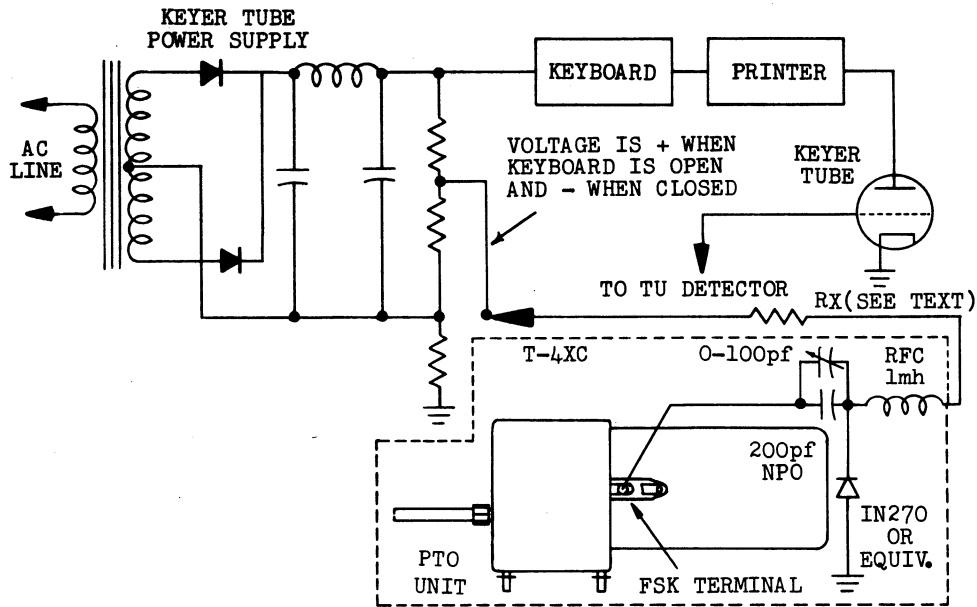 KEYER TUBE
POWER SUPPLY
AC
LINE
KEYBOARD
PRINTER
VOLTAGE IS + WHEN
KEYBOARD IS OPEN
AND - WHEN CLOSED
KEYER
TUBE
TO TU DETECTOR
RX(SEE TEXT)
T-4XC
0-100pf
RFC
1mh
200pf
NPO
IN270
OR
EQUIV.
PTO
UNIT
FSK TERMINAL